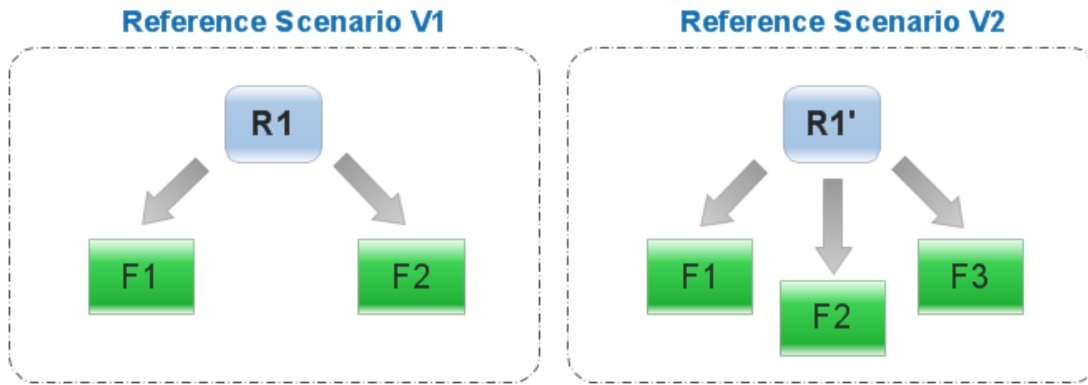 Reference Scenario V1
R1
F1
F2
Reference Scenario V2
R1'
F1
F2
F3